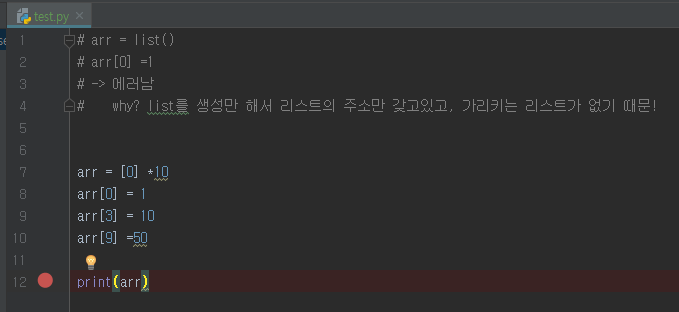 test.py
1 # arr = list()
2 # arr[0] =1
3 # -> 에러남
4 #    why? list를 생성만 해서 리스트의 주소만 갖고있고, 가리키는 리스트가 없기 때문!
5
6
7 arr = [0] *10
8 arr[0] = 1
9 arr[3] = 10
10 arr[9] =50
11
12 print(arr)